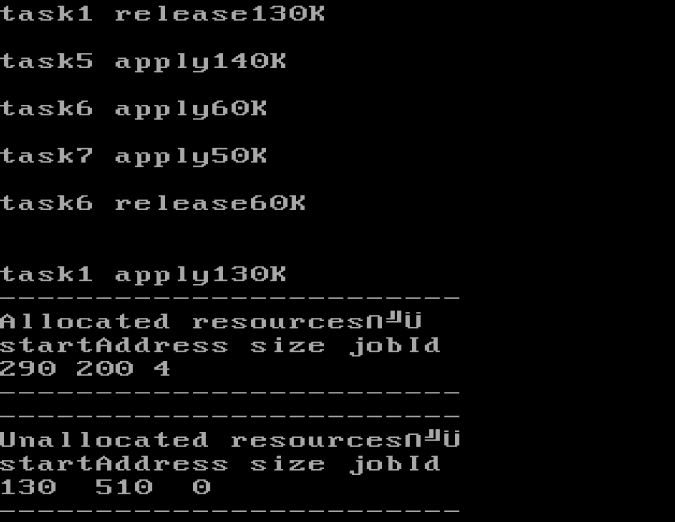 task1 release130K
task5 apply140K
task6 apply60K
task7 apply50K
task6 release60K
task1 apply130K
------------------------
Allocated resources∩╝Ü
startAddress size jobId
290 200 4
------------------------
------------------------
Unallocated resources∩╝Ü
startAddress size jobId
130  510  0
------------------------